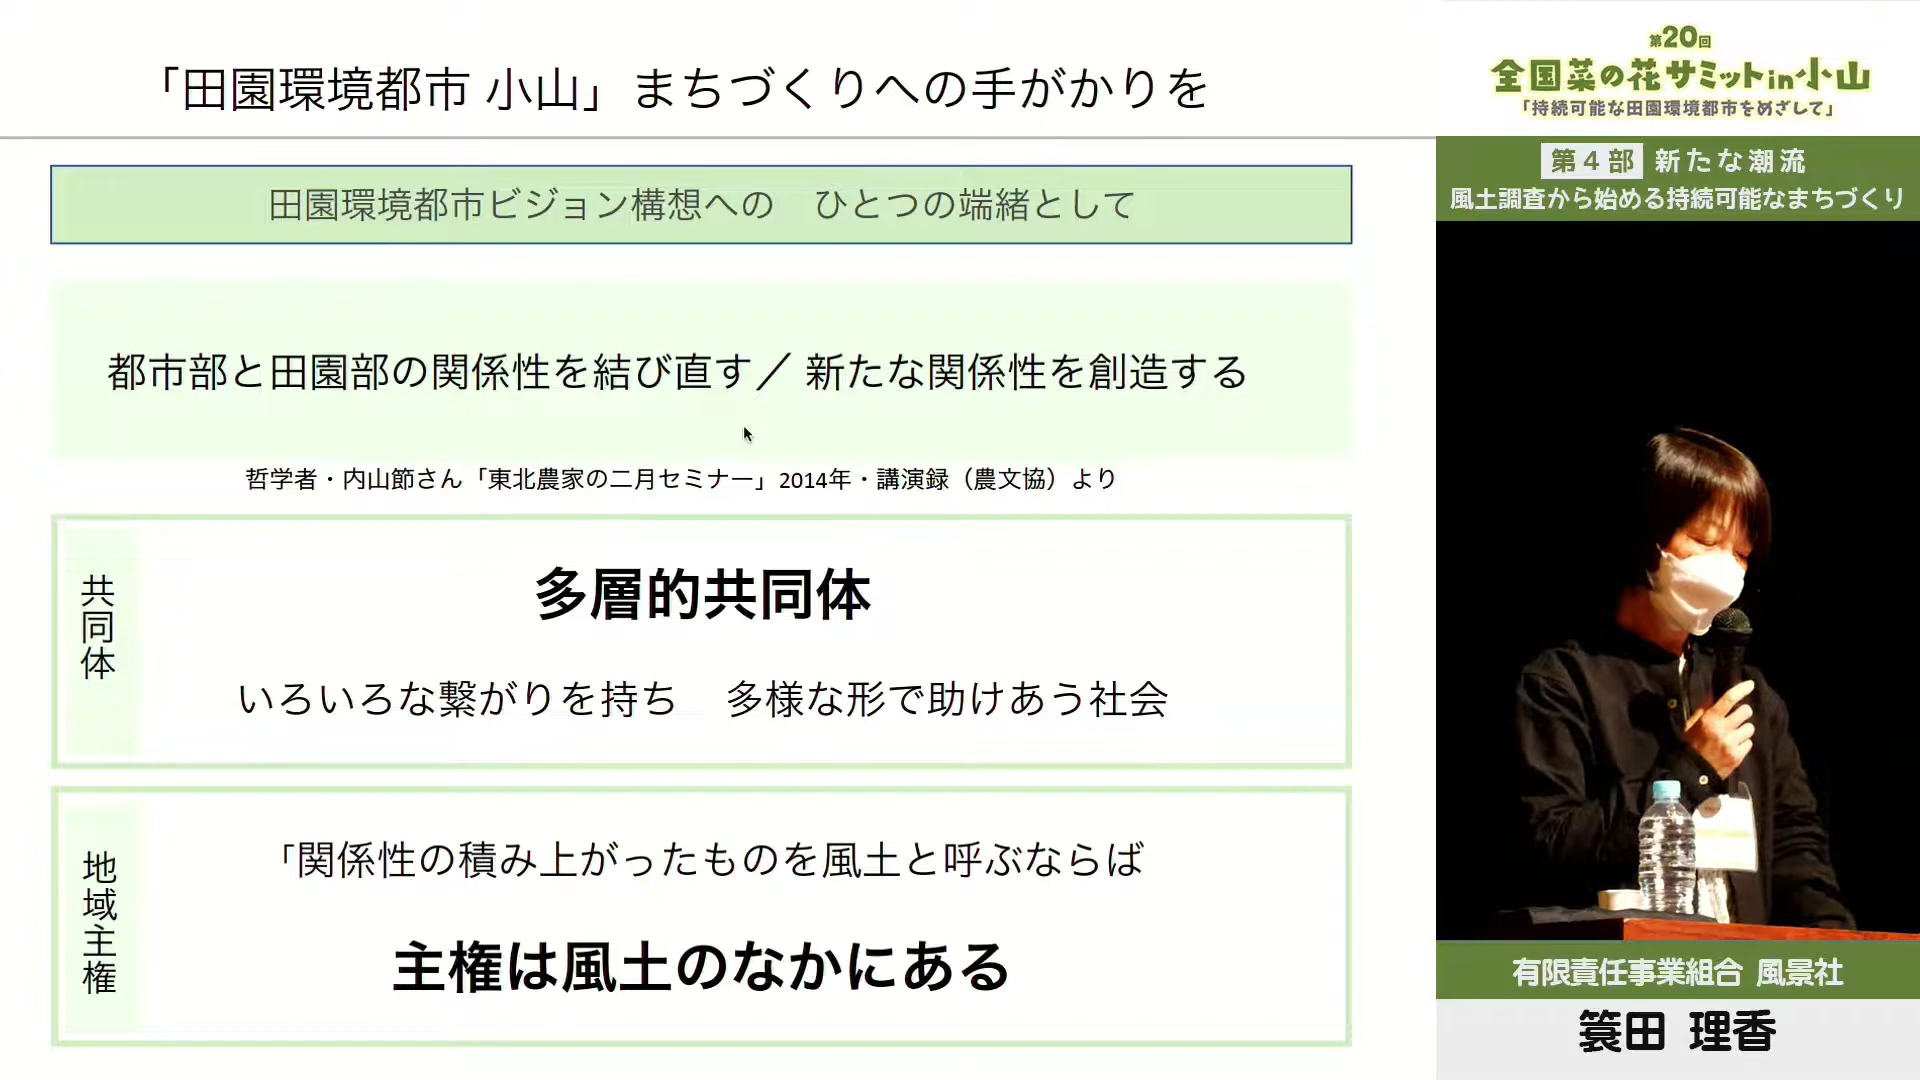 「田園環境都市 小山」まちづくりへの手がかりを
田園環境都市ビジョン構想への　ひとつの端緒として
都市部と田園部の関係性を結び直す／ 新たな関係性を創造する
哲学者・内山節さん「東北農家の二月セミナー」2014年・講演録（農文協）より
共同体
多層的共同体
いろいろな繋がりを持ち　多様な形で助けあう社会
地域主権
「関係性の積み上がったものを風土と呼ぶならば
主権は風土のなかにある
第20回
全国菜の花サミットin小山
「持続可能な田園環境都市をめざして」
第4部 新たな潮流
風土調査から始める持続可能なまちづくり
有限責任事業組合 風景社
簑田 理香